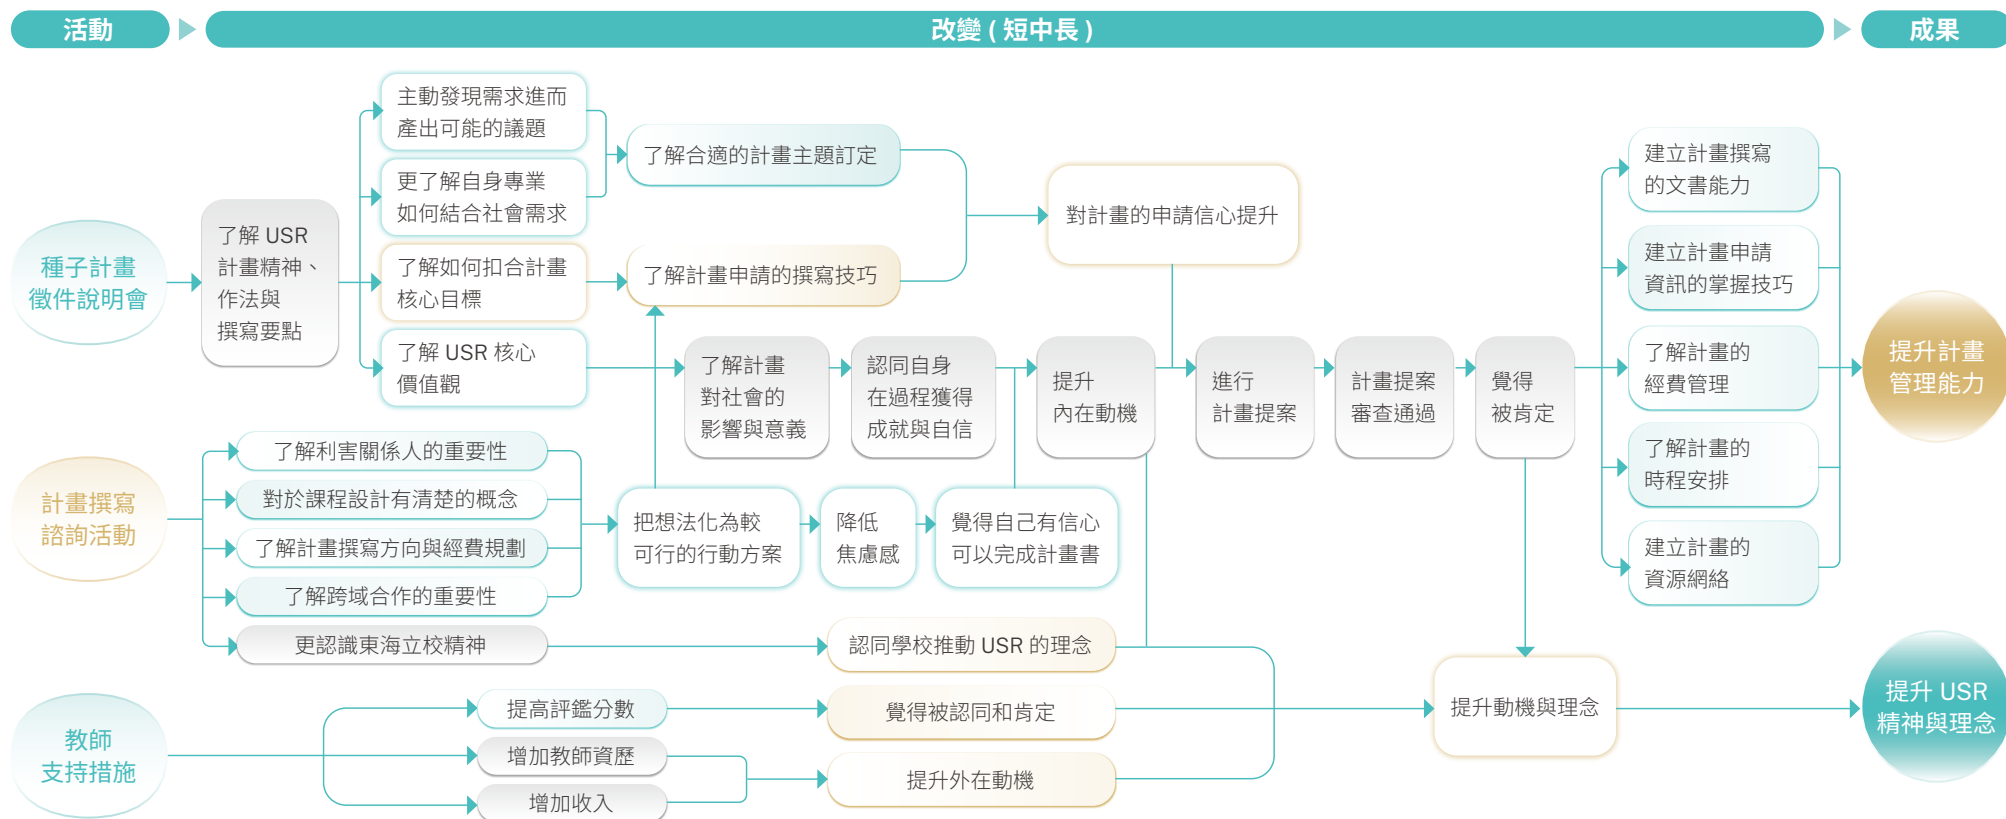 活動
改變 ( 短中長 )
成果
種子計畫
徵件說明會
了解 USR
計畫精神、
作法與
撰寫要點
主動發現需求進而
產出可能的議題
更了解自身專業
如何結合社會需求
了解如何扣合計畫
核心目標
了解 USR 核心
價值觀
了解合適的計畫主題訂定
了解計畫申請的撰寫技巧
對計畫的申請信心提升
了解計畫
對社會的
影響與意義
認同自身
在過程獲得
成就與自信
提升
內在動機
進行
計畫提案
計畫提案
審查通過
覺得
被肯定
建立計畫撰寫
的文書能力
建立計畫申請
資訊的掌握技巧
了解計畫的
經費管理
了解計畫的
時程安排
建立計畫的
資源網絡
提升計畫
管理能力
計畫撰寫
諮詢活動
了解利害關係人的重要性
對於課程設計有清楚的概念
了解計畫撰寫方向與經費規劃
了解跨域合作的重要性
更認識東海立校精神
把想法化為較
可行的行動方案
降低
焦慮感
覺得自己有信心
可以完成計畫書
認同學校推動 USR 的理念
教師
支持措施
提高評鑑分數
增加教師資歷
增加收入
覺得被認同和肯定
提升外在動機
提升動機與理念
提升 USR
精神與理念